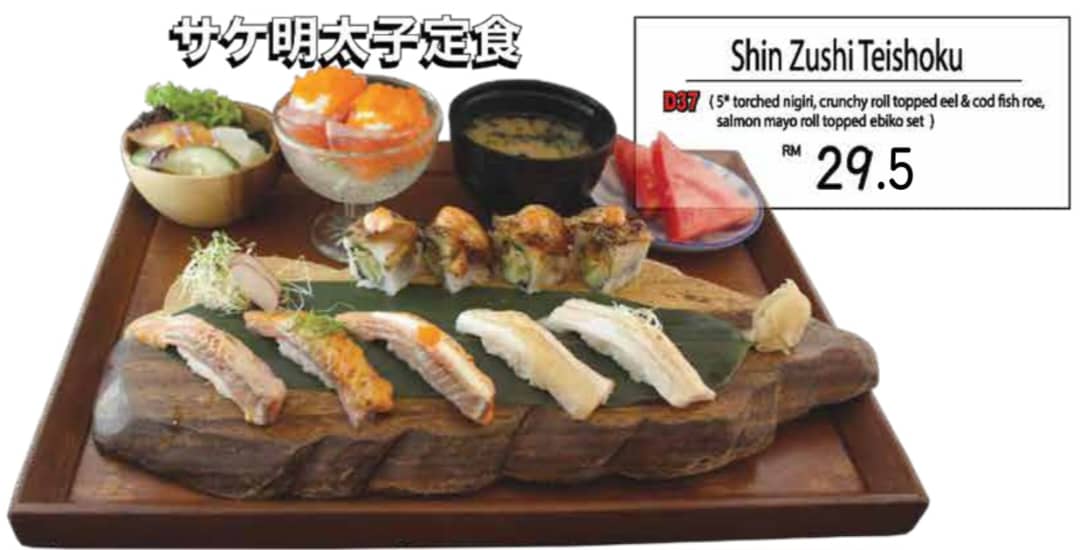 サケ明太子定食
Shin Zushi Teishoku
D37 ( 5* torched nigiri, crunchy roll topped eel & cod fish roe,
salmon mayo roll topped ebiko set )
RM 29.5